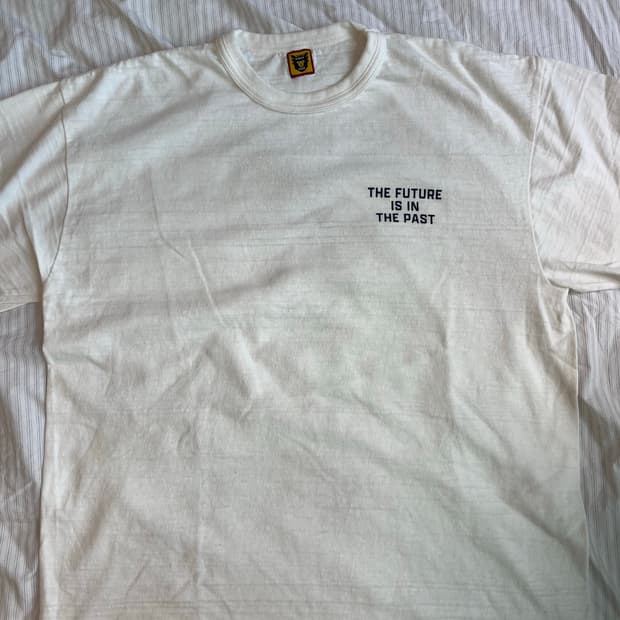 THE FUTURE
IS IN
THE PAST